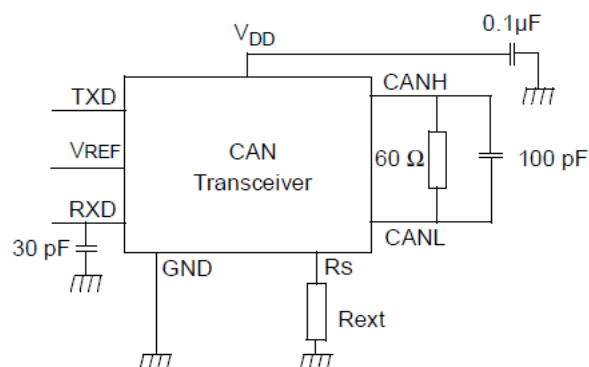 0.1µF
VDD
TXD
CANH
VREF
CAN
Transceiver
60 Ω
100 pF
RXD
CANL
30 pF
GND
Rs
Rext